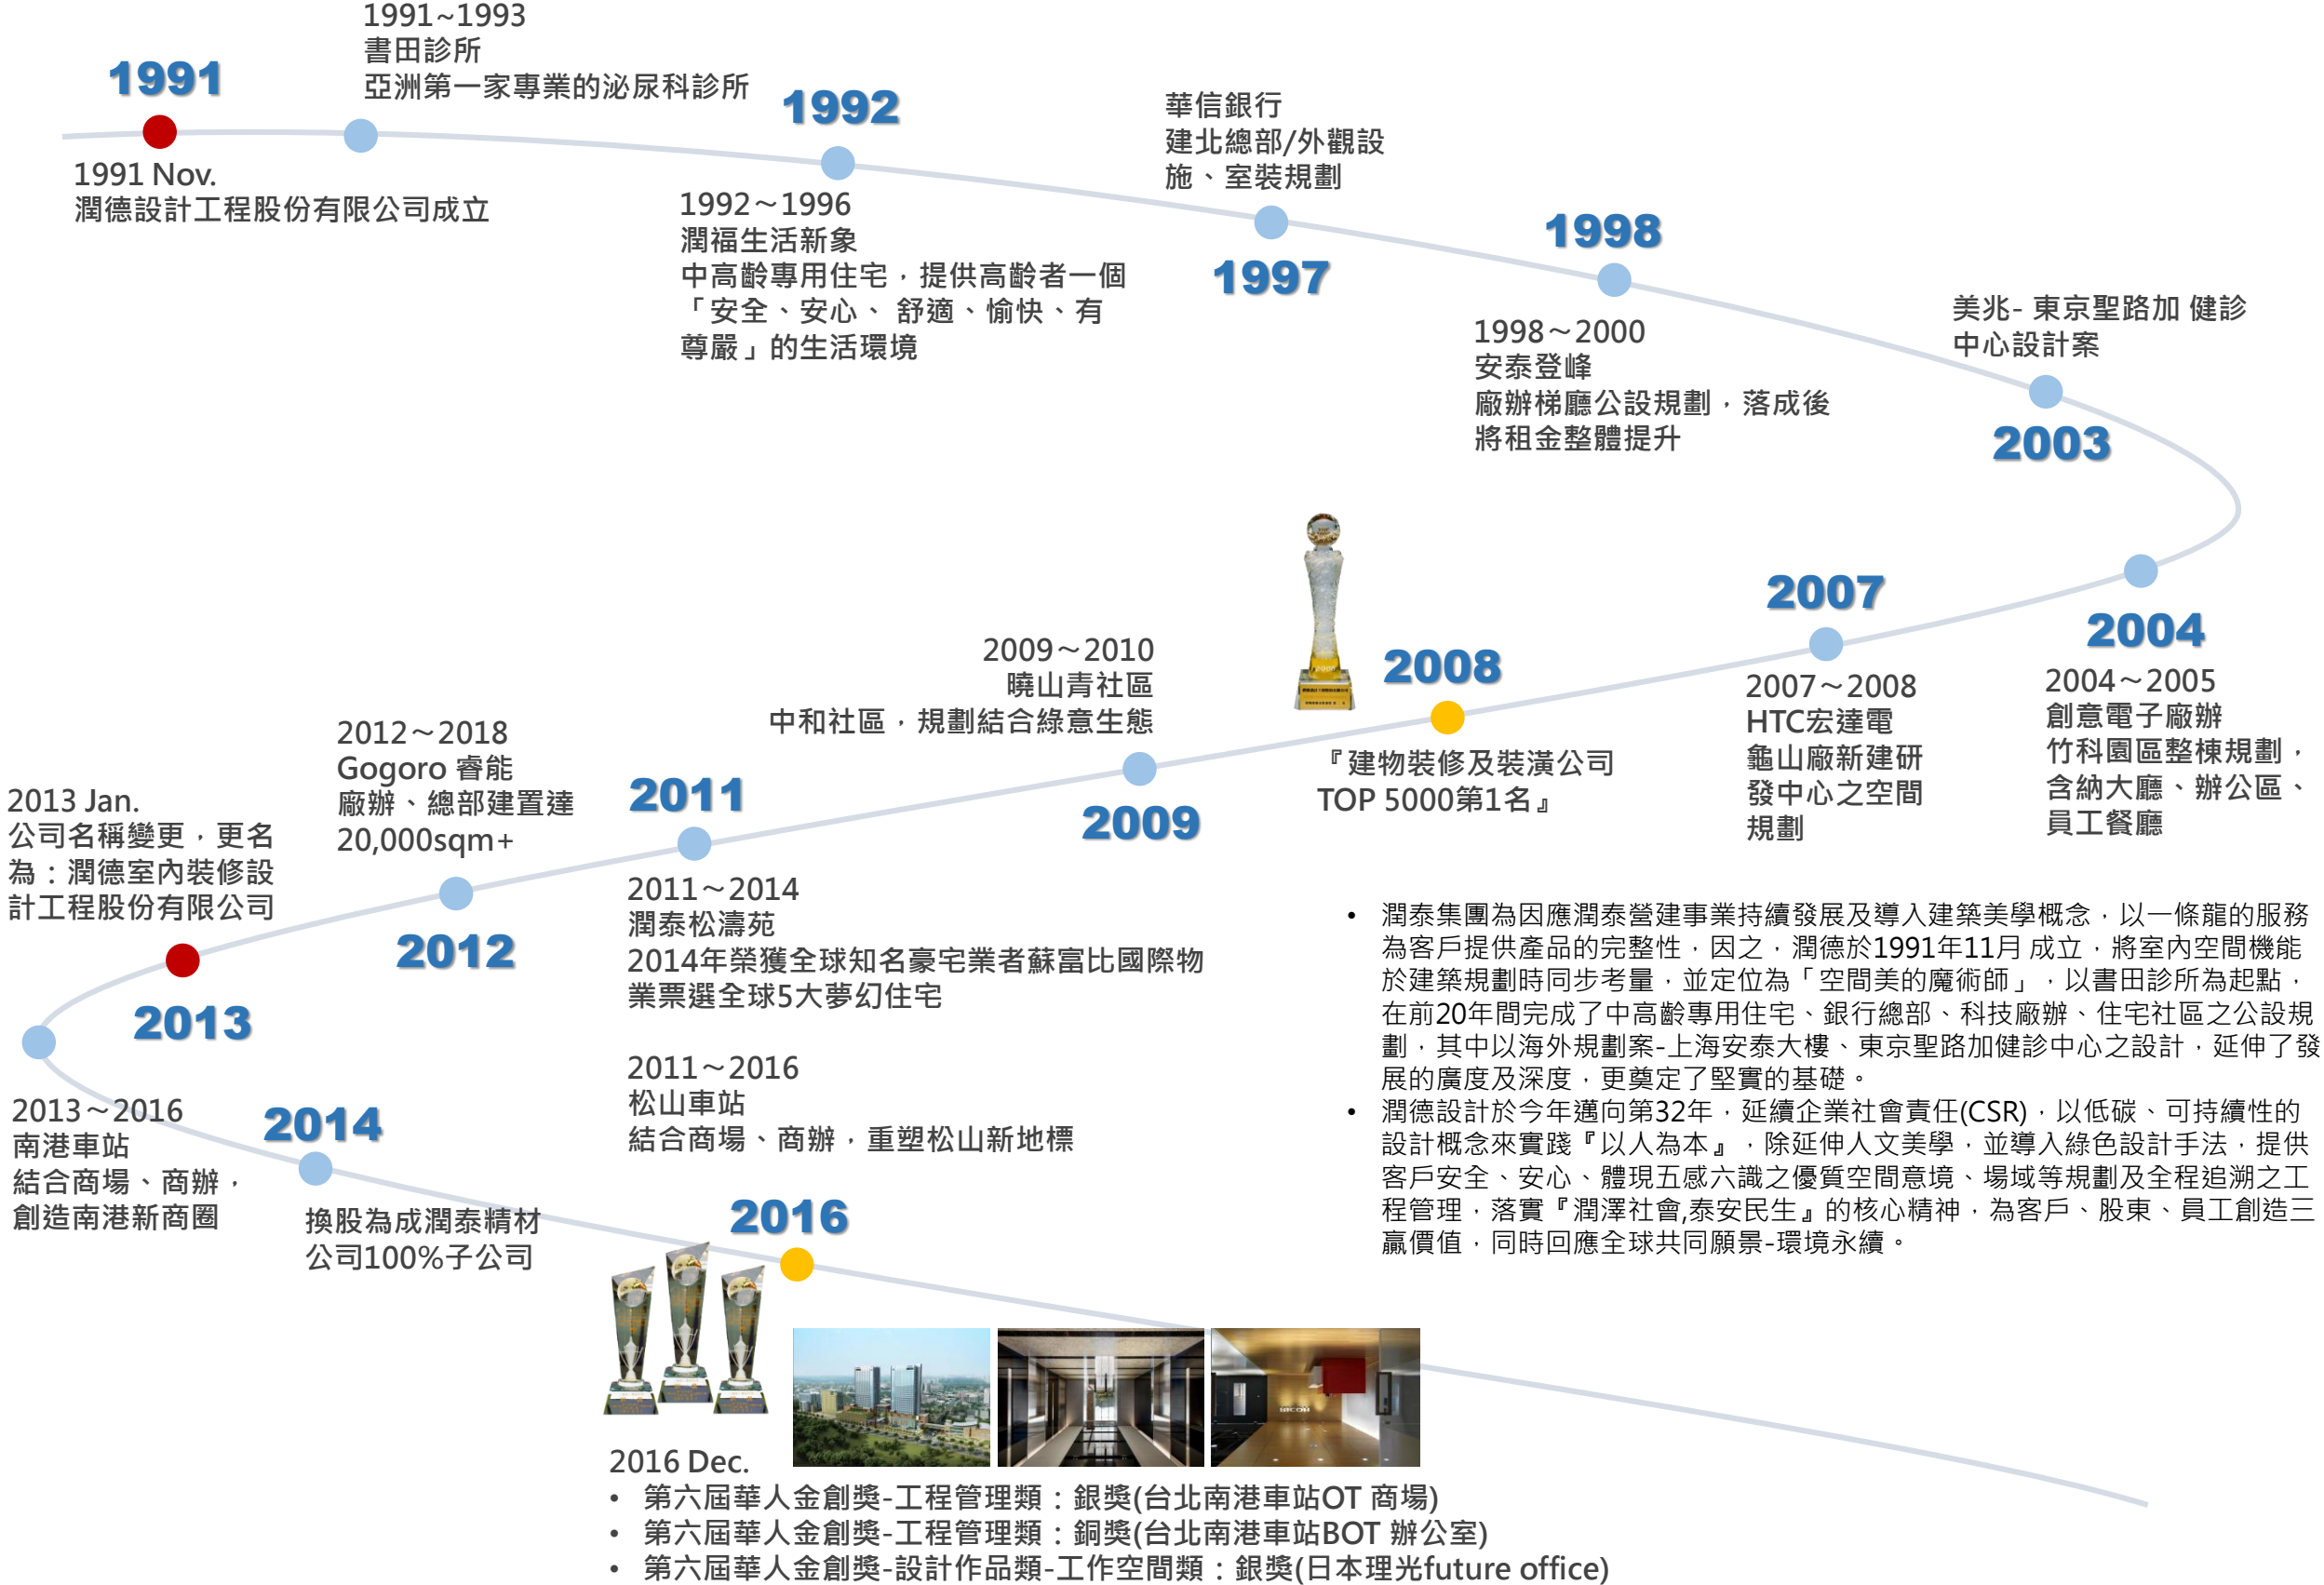 1991
1991 Nov.
潤德設計工程股份有限公司成立
1991~1993
書田診所
亞洲第一家專業的泌尿科診所
1992
1992～1996
潤福生活新象
中高齡專用住宅，提供高齡者一個
「安全、安心、 舒適、愉快、有
尊嚴」的生活環境
華信銀行
建北總部/外觀設
施、室裝規劃
1997
1998
1998～2000
安泰登峰
廠辦梯廳公設規劃，落成後
將租金整體提升
美兆- 東京聖路加 健診
中心設計案
2003
2004
2004～2005
創意電子廠辦
竹科園區整棟規劃，
含納大廳、辦公區、
員工餐廳
2007
2007～2008
HTC宏達電
龜山廠新建研
發中心之空間
規劃
2008
『建物裝修及裝潢公司
TOP 5000第1名』
2009～2010
曉山青社區
中和社區，規劃結合綠意生態
2009
2011
2011～2014
潤泰松濤苑
2014年榮獲全球知名豪宅業者蘇富比國際物
業票選全球5大夢幻住宅
2011～2016
松山車站
結合商場、商辦，重塑松山新地標
2012～2018
Gogoro 睿能
廠辦、總部建置達
20,000sqm+
2012
2013 Jan.
公司名稱變更，更名
為：潤德室內裝修設
計工程股份有限公司
2013
2013～2016
南港車站
結合商場、商辦，
創造南港新商圈
2014
換股為成潤泰精材
公司100%子公司
2016
RICOH
2016 Dec.
• 第六屆華人金創獎-工程管理類：銀獎(台北南港車站OT 商場)
• 第六屆華人金創獎-工程管理類：銅獎(台北南港車站BOT 辦公室)
• 第六屆華人金創獎-設計作品類-工作空間類：銀獎(日本理光future office)
• 潤泰集團為因應潤泰營建事業持續發展及導入建築美學概念，以一條龍的服務
為客戶提供產品的完整性，因之，潤德於1991年11月 成立，將室內空間機能
於建築規劃時同步考量，並定位為「空間美的魔術師」，以書田診所為起點，
在前20年間完成了中高齡專用住宅、銀行總部、科技廠辦、住宅社區之公設規
劃，其中以海外規劃案-上海安泰大樓、東京聖路加健診中心之設計，延伸了發
展的廣度及深度，更奠定了堅實的基礎。
• 潤德設計於今年邁向第32年，延續企業社會責任(CSR)，以低碳、可持續性的
設計概念來實踐『以人為本』，除延伸人文美學，並導入綠色設計手法，提供
客戶安全、安心、體現五感六識之優質空間意境、場域等規劃及全程追溯之工
程管理，落實『潤澤社會,泰安民生』的核心精神，為客戶、股東、員工創造三
贏價值，同時回應全球共同願景-環境永續。